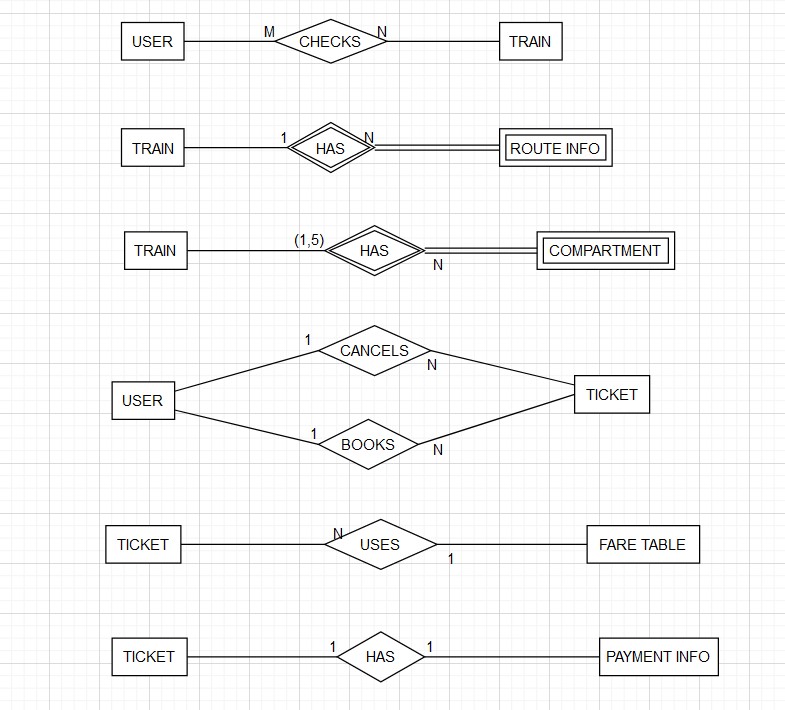 M N
USER CHECKS TRAIN
1 N
TRAIN HAS ROUTE INFO
(1,5)
TRAIN HAS COMPARTMENT
N
1
CANCELS
N
USER TICKET
1
BOOKS
N
N
TICKET USES FARE TABLE
1
1 1
TICKET HAS PAYMENT INFO